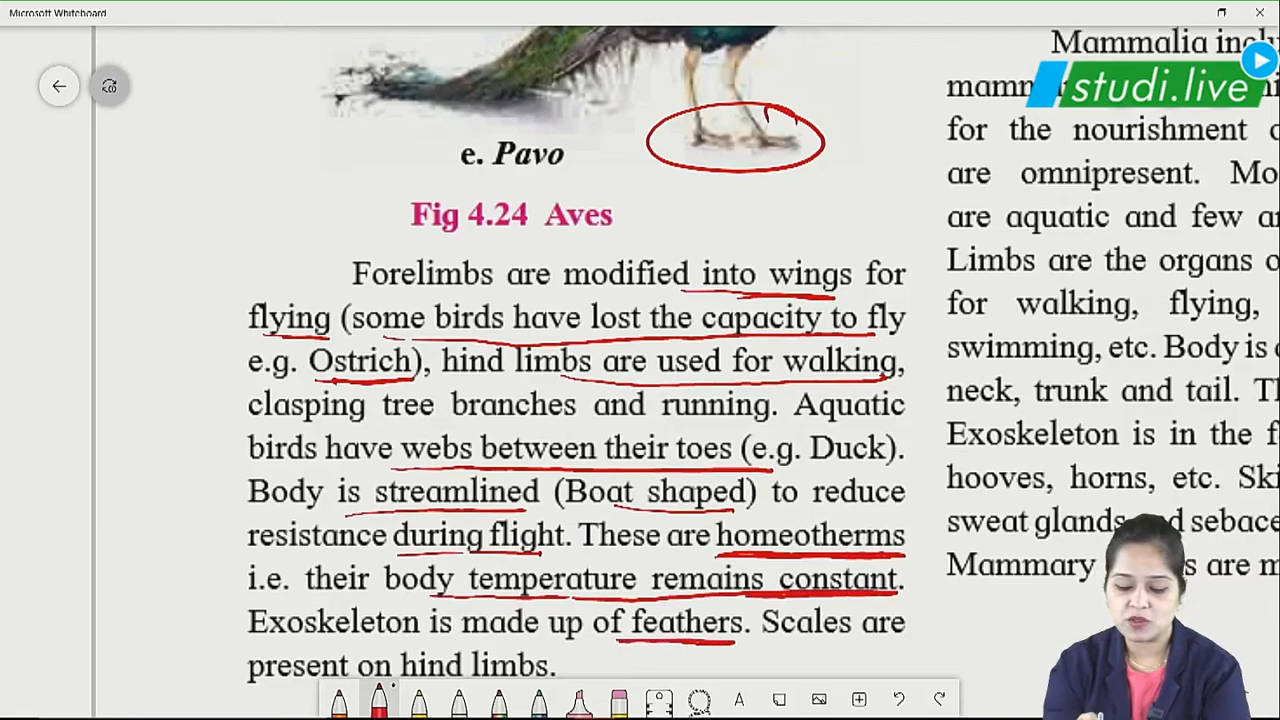 Microsoft Whiteboard
studi.live
e. Pavo
Fig 4.24 Aves
Forelimbs are modified into wings for
flying (some birds have lost the capacity to fly
e.g. Ostrich), hind limbs are used for walking,
clasping tree branches and running. Aquatic
birds have webs between their toes (e.g. Duck).
Body is streamlined (Boat shaped) to reduce
resistance during flight. These are homeotherms
i.e. their body temperature remains constant.
Exoskeleton is made up of feathers. Scales are
present on hind limbs.
Mammalia
for the nourishment
are omnipresent.
are aquatic and few
Limbs are the organs
for walking, flying,
swimming, etc. Body is
neck, trunk and tail.
Exoskeleton is in the
hooves, horns, etc.
sweat glands
Mammary are